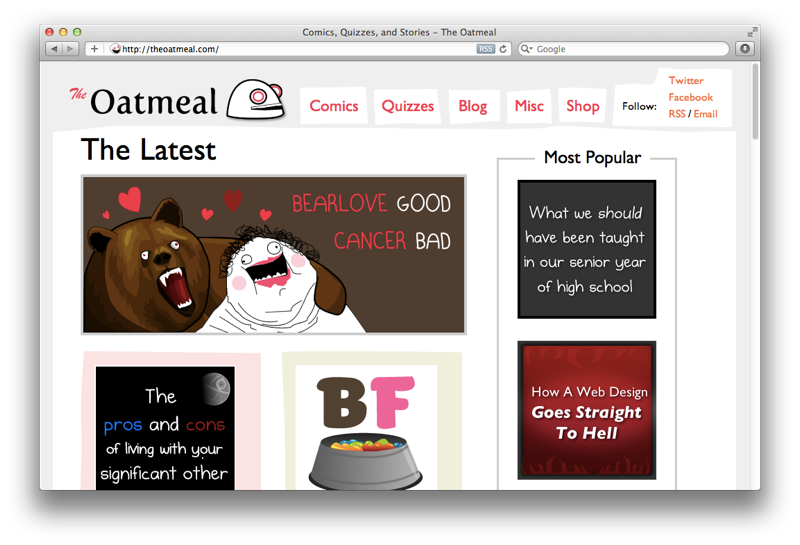 Comics, Quizzes, and Stories – The Oatmeal
http://theoatmeal.com/
RSS
Google
The Oatmeal
Comics
Quizzes
Blog
Misc
Shop
Follow:
Twitter
Facebook
RSS / Email
The Latest
BEARLOVE GOOD
CANCER BAD
The
pros and cons
of living with your
significant other
BF
Most Popular
What we should
have been taught
in our senior year
of high school
How A Web Design
Goes Straight
To Hell